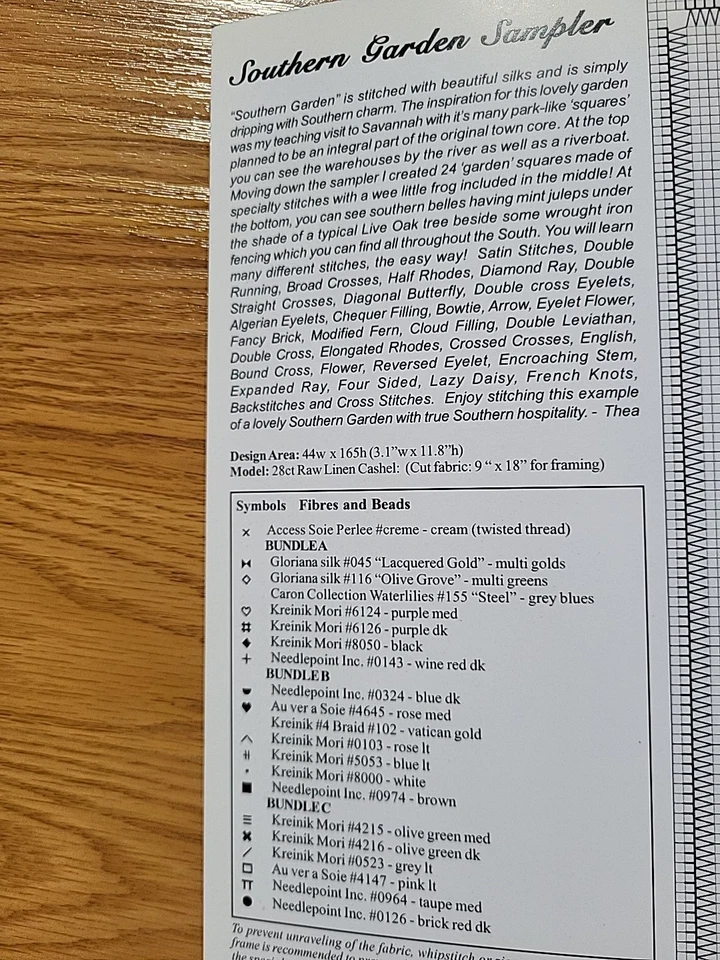 Southern Garden Sampler
"Southern Garden" is stitched with beautiful silks and is simply
dripping with Southern charm. The inspiration for this lovely garden
was my teaching visit to Savannah with it's many park-like 'squares'
planned to be an integral part of the original town core. At the top
you can see the warehouses by the river as well as a riverboat.
Moving down the sampler I created 24 'garden' squares made of
specialty stitches with a wee little frog included in the middle! At
the bottom, you can see southern belles having mint juleps under
the shade of a typical Live Oak tree beside some wrought iron
fencing which you can find all throughout the South. You will learn
many different stitches, the easy way! Satin Stitches, Double
Running, Broad Crosses, Half Rhodes, Diamond Ray, Double
Straight Crosses, Diagonal Butterfly, Double cross Eyelets,
Algerian Eyelets, Chequer Filling, Bowtie, Arrow, Eyelet Flower,
Fancy Brick, Modified Fern, Cloud Filling, Double Leviathan,
Double Cross, Elongated Rhodes, Crossed Crosses, English,
Bound Cross, Flower, Reversed Eyelet, Encroaching Stem,
Expanded Ray, Four Sided, Lazy Daisy, French Knots,
Backstitches and Cross Stitches. Enjoy stitching this example
of a lovely Southern Garden with true Southern hospitality. - Thea
Design Area: 44w x 165h (3.1"w x 11.8"h)
Model: 28ct Raw Linen Cashel: (Cut fabric: 9 " x 18" for framing)
Symbols Fibres and Beads
Access Soie Perlee #creme - cream (twisted thread)
BUNDLE A
Gloriana silk #045 "Lacquered Gold" - multi golds
Gloriana silk #116 "Olive Grove" - multi greens
Caron Collection Waterlilies #155 "Steel" - grey blues
Kreinik Mori #6124 - purple med
Kreinik Mori #6126 - purple dk
Kreinik Mori #8050 - black
Needlepoint Inc. #0143 - wine red dk
BUNDLE B
Needlepoint Inc. #0324 - blue dk
Au ver a Soie #4645 - rose med
Kreinik #4 Braid #102 - vatican gold
Kreinik Mori #0103 - rose lt
Kreinik Mori #5053 - blue lt
Kreinik Mori #8000 - white
Needlepoint Inc. #0974 - brown
BUNDLE C
Kreinik Mori #4215 - olive green med
Kreinik Mori #4216 - olive green dk
Kreinik Mori #0523 - grey lt
Au ver a Soie #4147 - pink lt
Needlepoint Inc. #0964 - taupe med
Needlepoint Inc. #0126 - brick red dk
To prevent unraveling of the fabric, whipstitch or
frame is recommended to